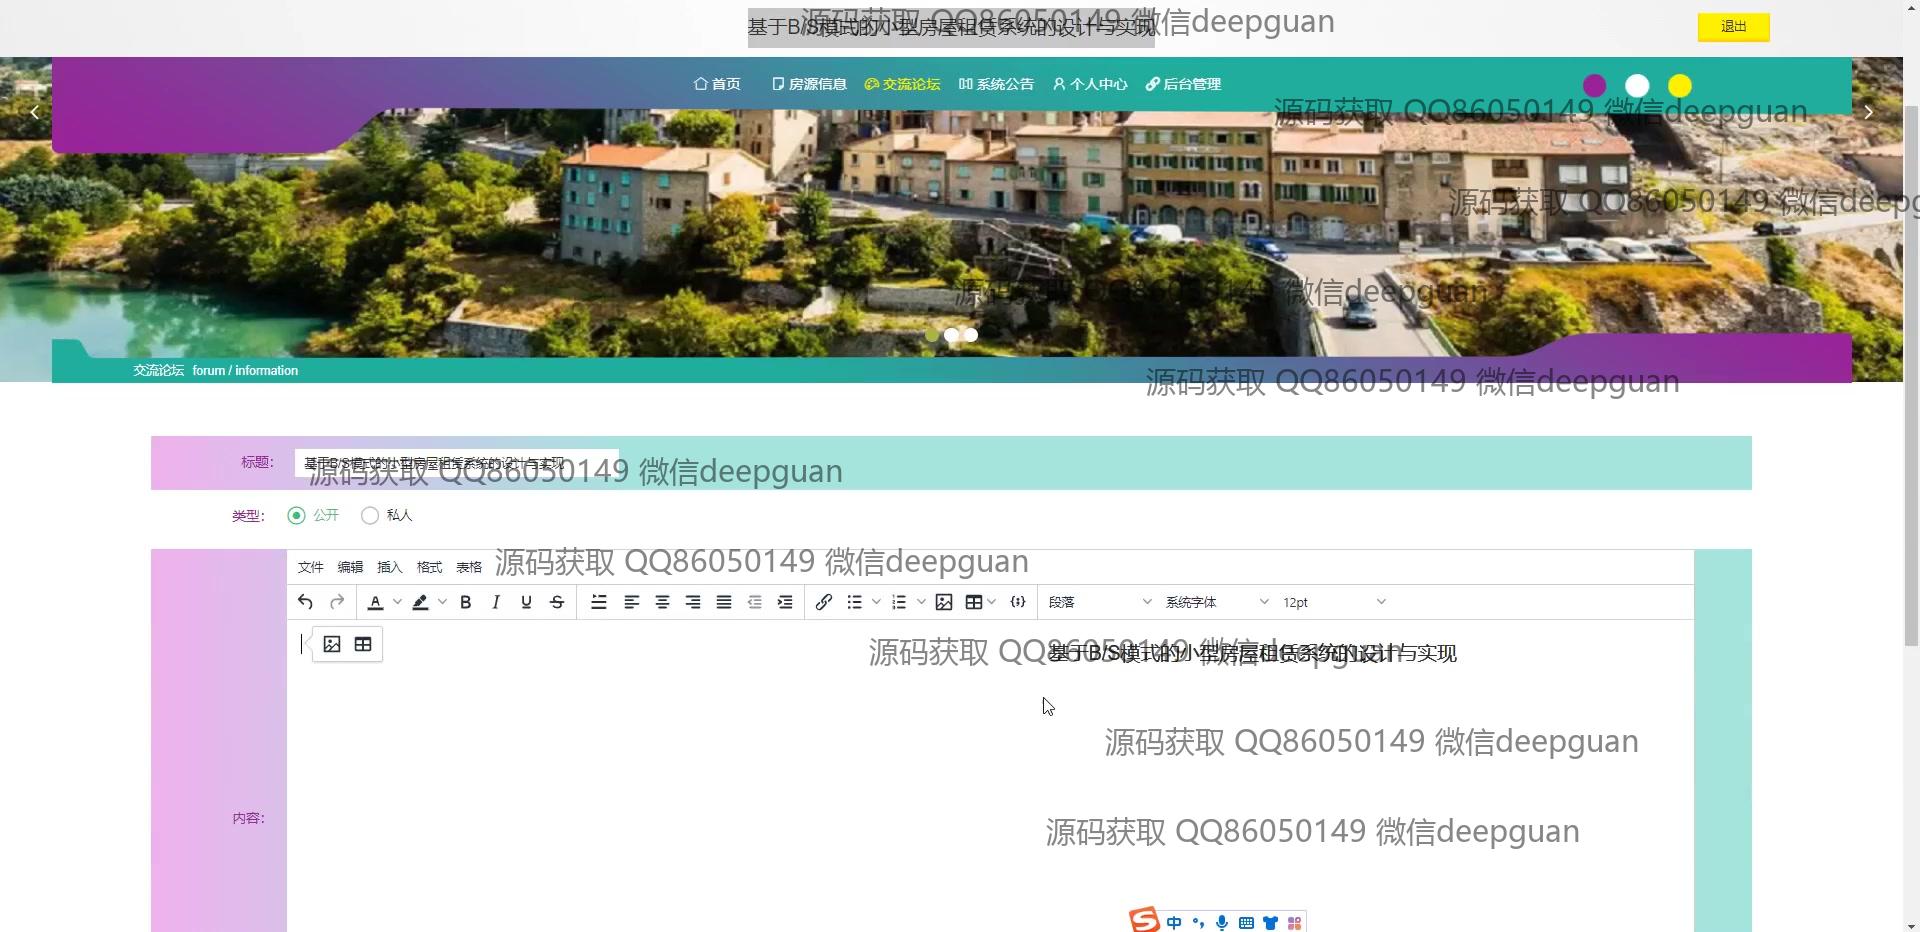 基于B/S模式的小型房屋租赁系统的设计与实现
源码获取 QQ86050149 微信deepguan
退出
首页 房源信息 交流论坛 系统公告 个人中心 后台管理
源码获取 QQ86050149 微信deepguan
源码获取 QQ86050149 微信deepg
源码获取 QQ86050149 微信deepguan
交流论坛 forum / information
源码获取 QQ86050149 微信deepguan
标题： 基于B/S模式的小型房屋租赁系统的设计与实现
源码获取 QQ86050149 微信deepguan
类型： 公开 私人
文件 编辑 插入 格式 表格
源码获取 QQ86050149 微信deepguan
段落 系统字体 12pt
源码获取 QQ86050149 微信deepguan
基于B/S模式的小型房屋租赁系统的设计与实现
源码获取 QQ86050149 微信deepguan
内容：
源码获取 QQ86050149 微信deepguan
中